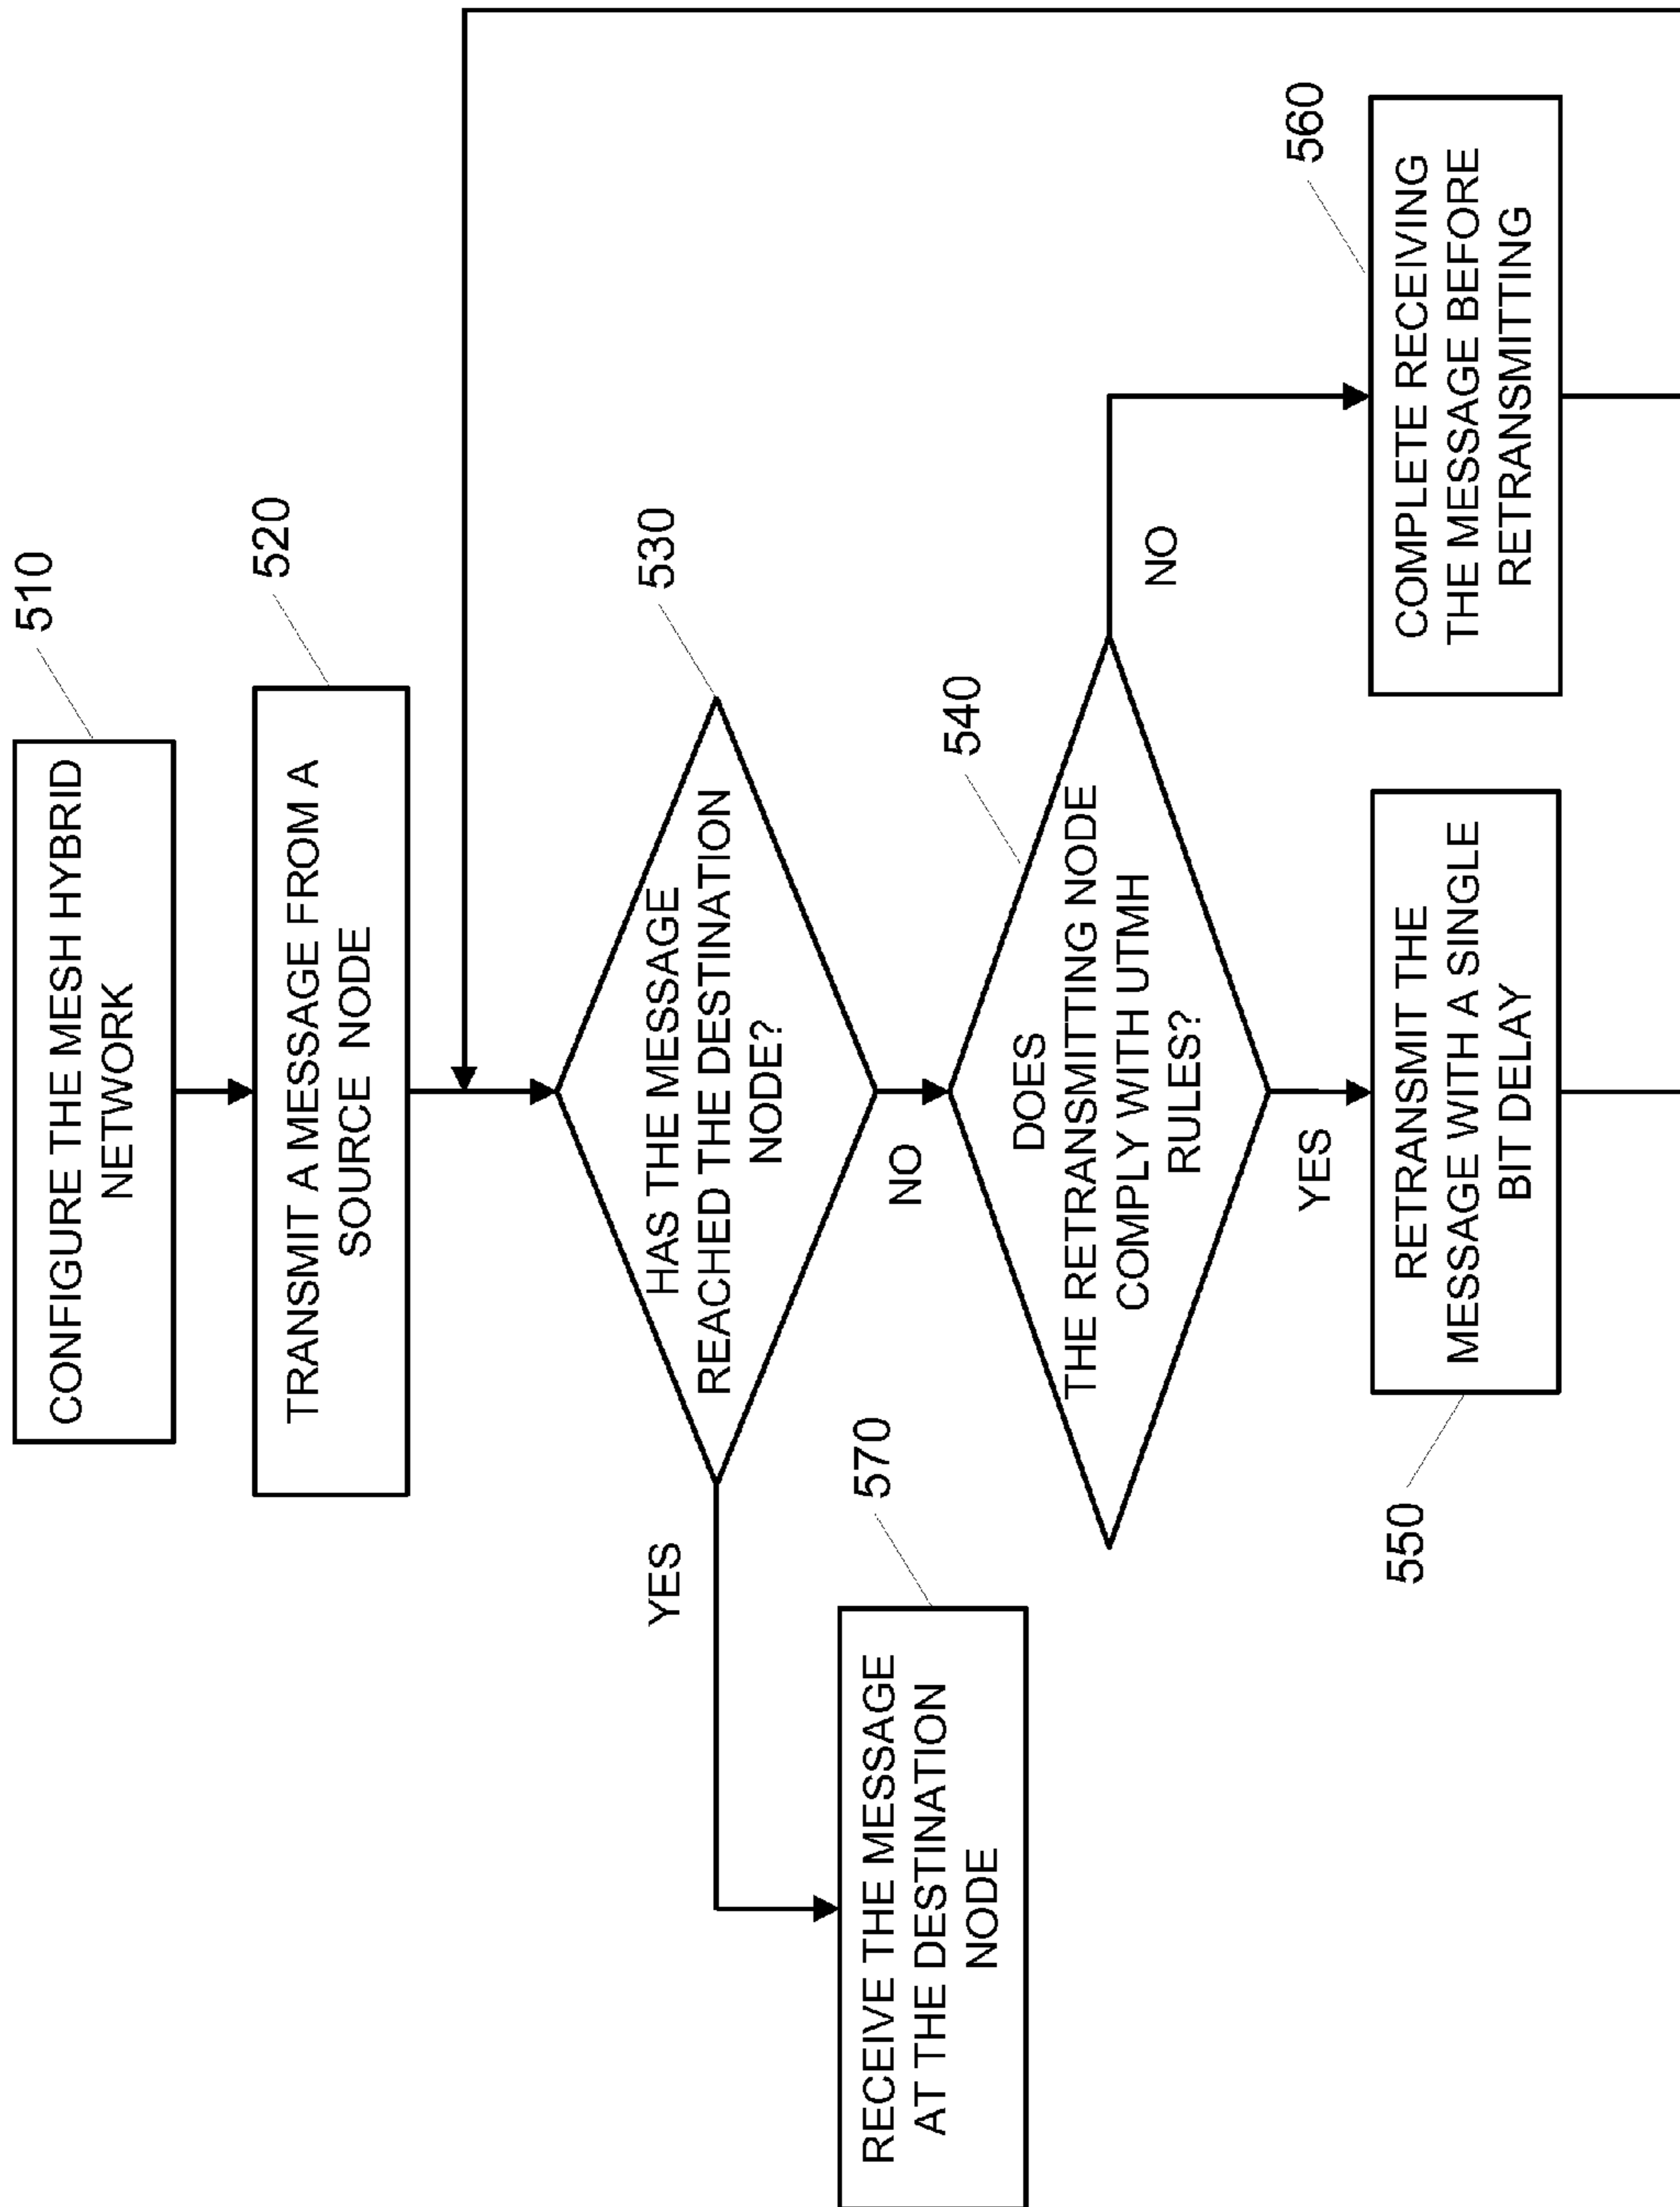 510
CONFIGURE THE MESH HYBRID
NETWORK
520
TRANSMIT A MESSAGE FROM A
SOURCE NODE
530
HAS THE MESSAGE
REACHED THE DESTINATION
NODE?
YES
NO
570
RECEIVE THE MESSAGE
AT THE DESTINATION
NODE
540
DOES
THE RETRANSMITTING NODE
COMPLY WITH UTMH
RULES?
YES
NO
550
RETRANSMIT THE
MESSAGE WITH A SINGLE
BIT DELAY
560
COMPLETE RECEIVING
THE MESSAGE BEFORE
RETRANSMITTING